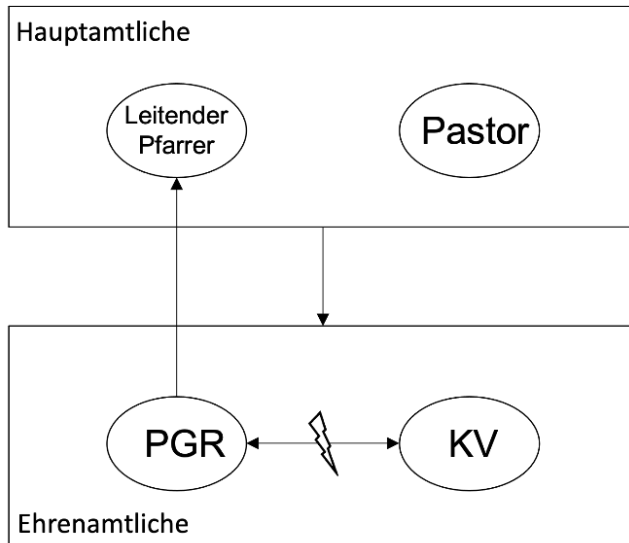 Hauptamtliche
Leitender
Pfarrer
Pastor
PGR
KV
Ehrenamtliche